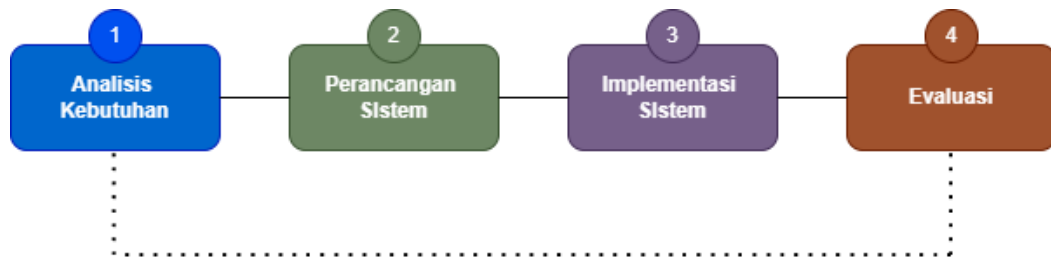 1
Analisis
Kebutuhan
2
Perancangan
Sistem
3
Implementasi
Sistem
4
Evaluasi